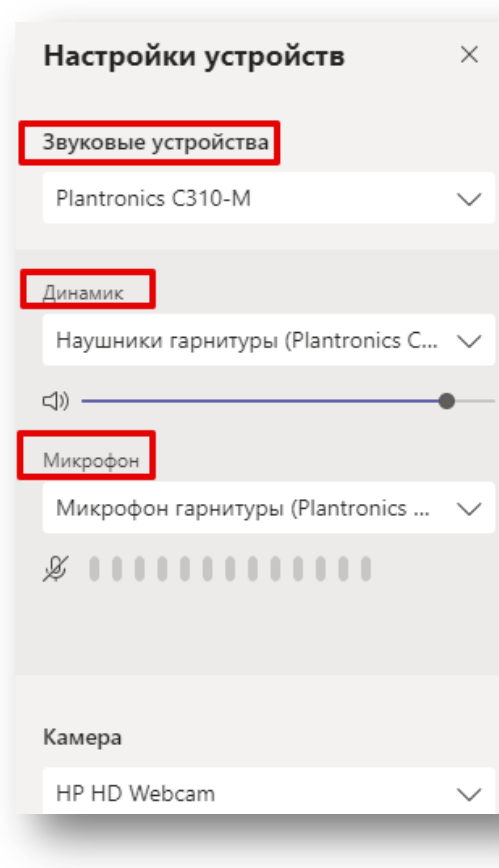 Настройки устройств
Звуковые устройства
Plantronics C310-M
Динамик
Наушники гарнитуры (Plantronics C...
Микрофон
Микрофон гарнитуры (Plantronics ...
Камера
HP HD Webcam